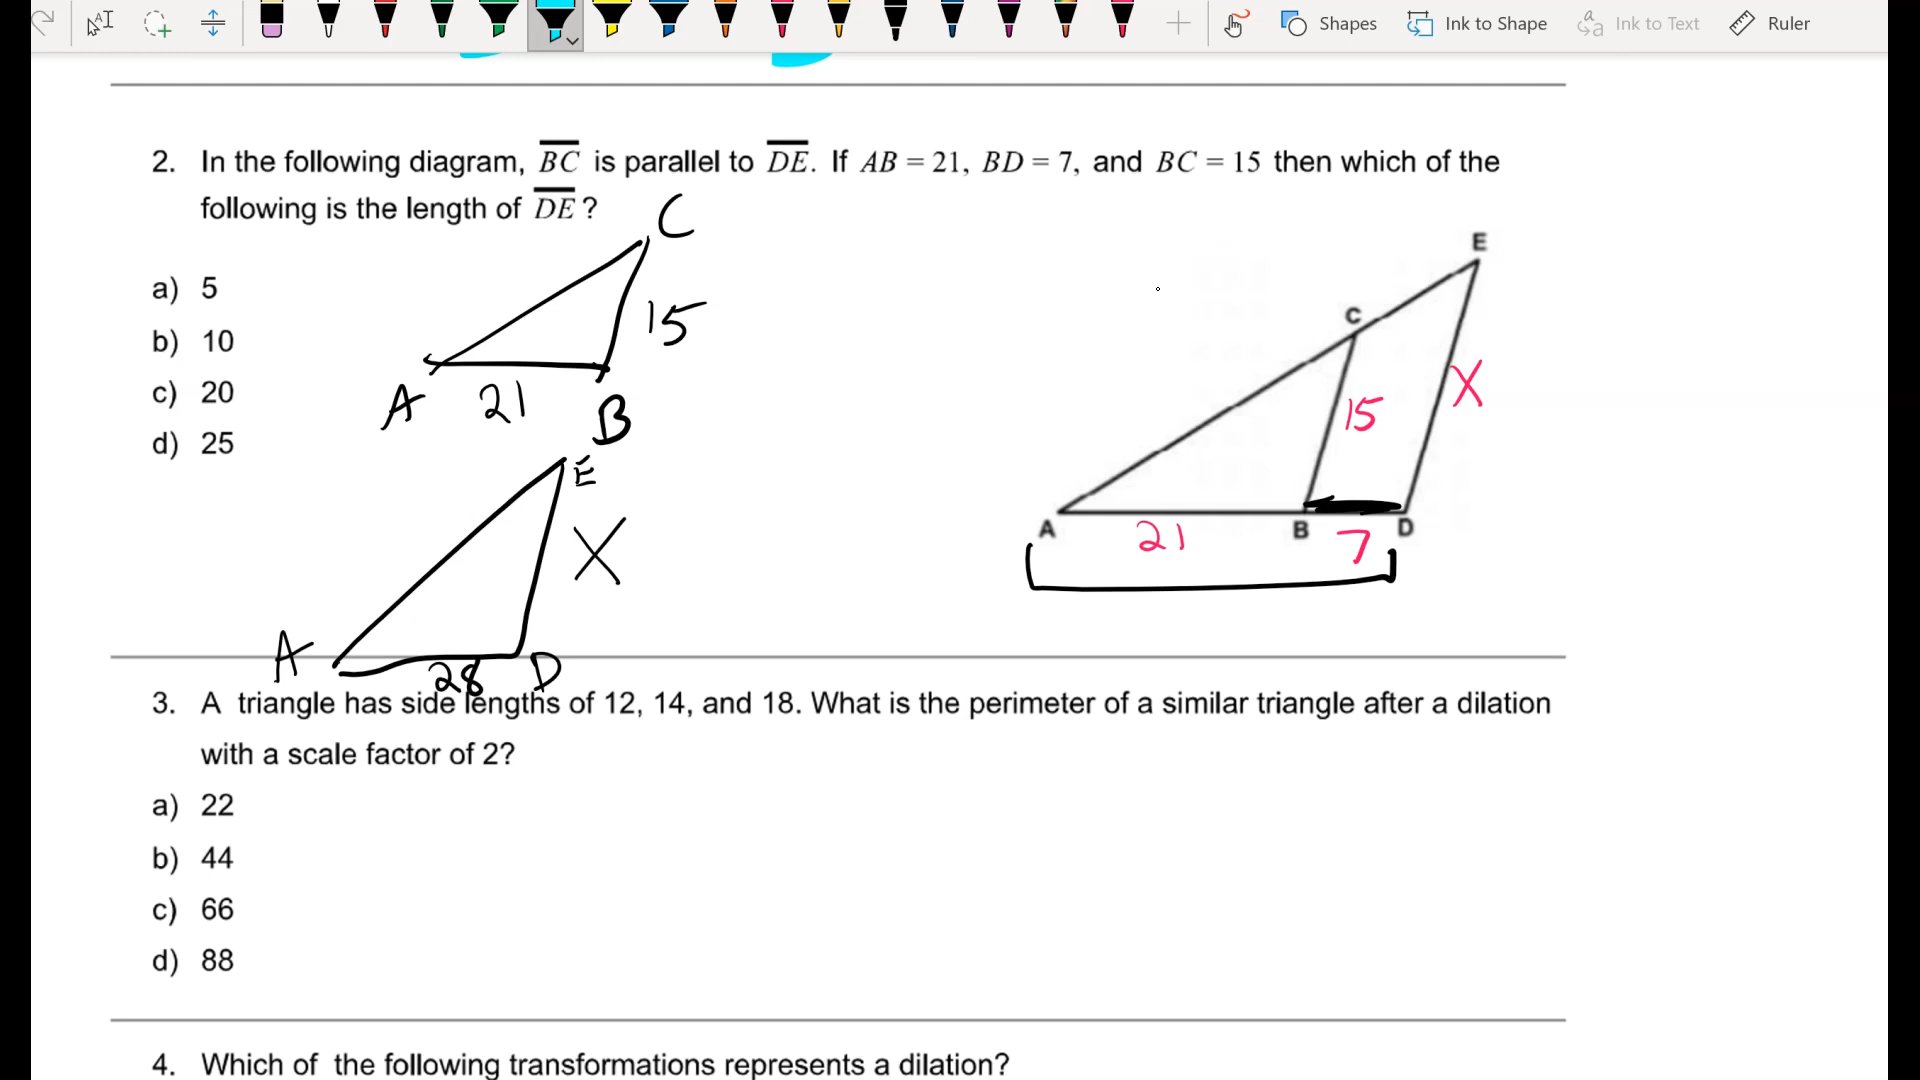 Shapes Ink to Shape Ink to Text Ruler
2. In the following diagram, BC is parallel to DE. If AB = 21, BD = 7, and BC = 15 then which of the
following is the length of DE ?
a) 5
b) 10
c) 20
d) 25
C
15
A 21 B
E
X
A 28 D
E
C
15 X
A B D
21 7
3. A triangle has side lengths of 12, 14, and 18. What is the perimeter of a similar triangle after a dilation
with a scale factor of 2?
a) 22
b) 44
c) 66
d) 88
4. Which of the following transformations represents a dilation?